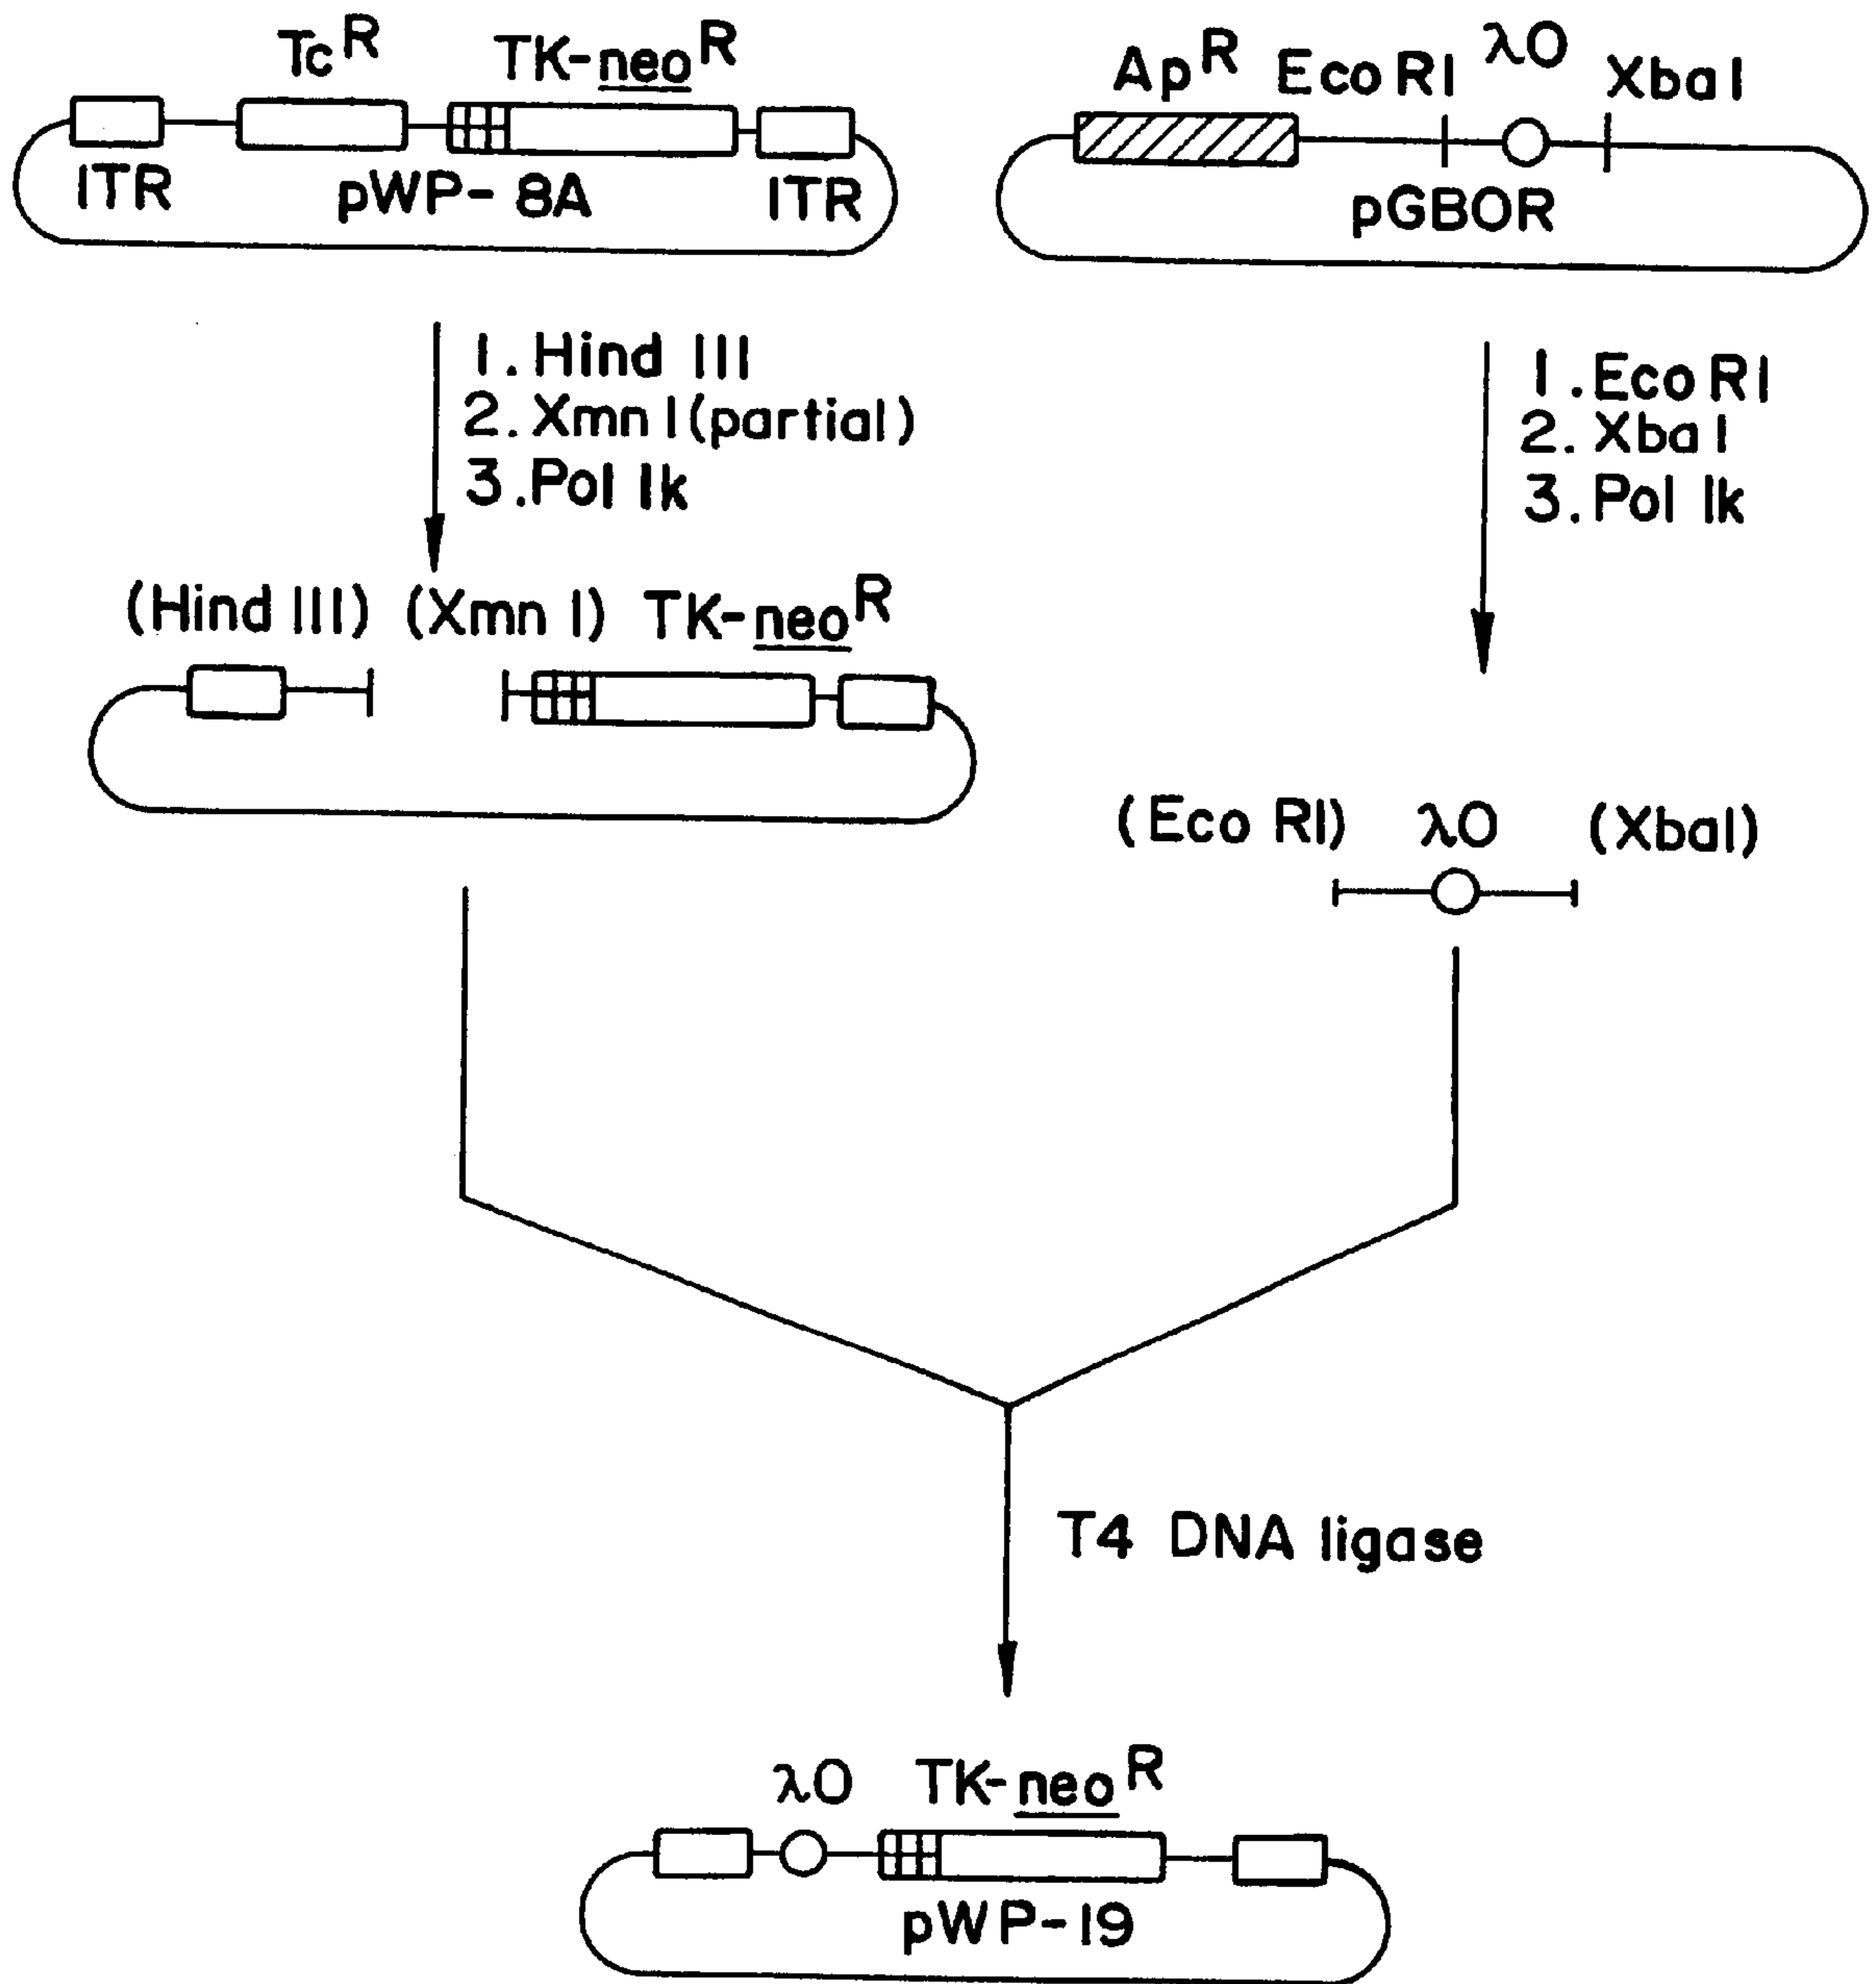 Tc^R TK-neo^R
ITR pWP-8A ITR
Ap^R EcoRI λO XbaI
pGBOR
1. Hind III
2. Xmn I (partial)
3. Pol Ik
1. EcoRI
2. XbaI
3. Pol Ik
(Hind III) (Xmn I) TK-neo^R
(Eco RI) λO (XbaI)
T4 DNA ligase
λO TK-neo^R
pWP-19